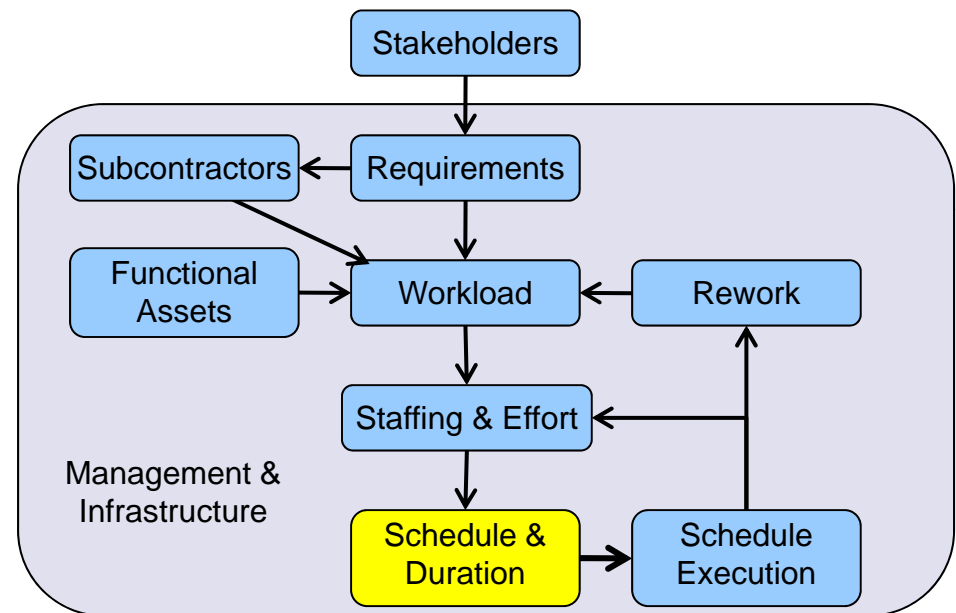 Stakeholders
Subcontractors
Requirements
Functional
Assets
Workload
Rework
Staffing & Effort
Management &
Infrastructure
Schedule &
Duration
Schedule
Execution